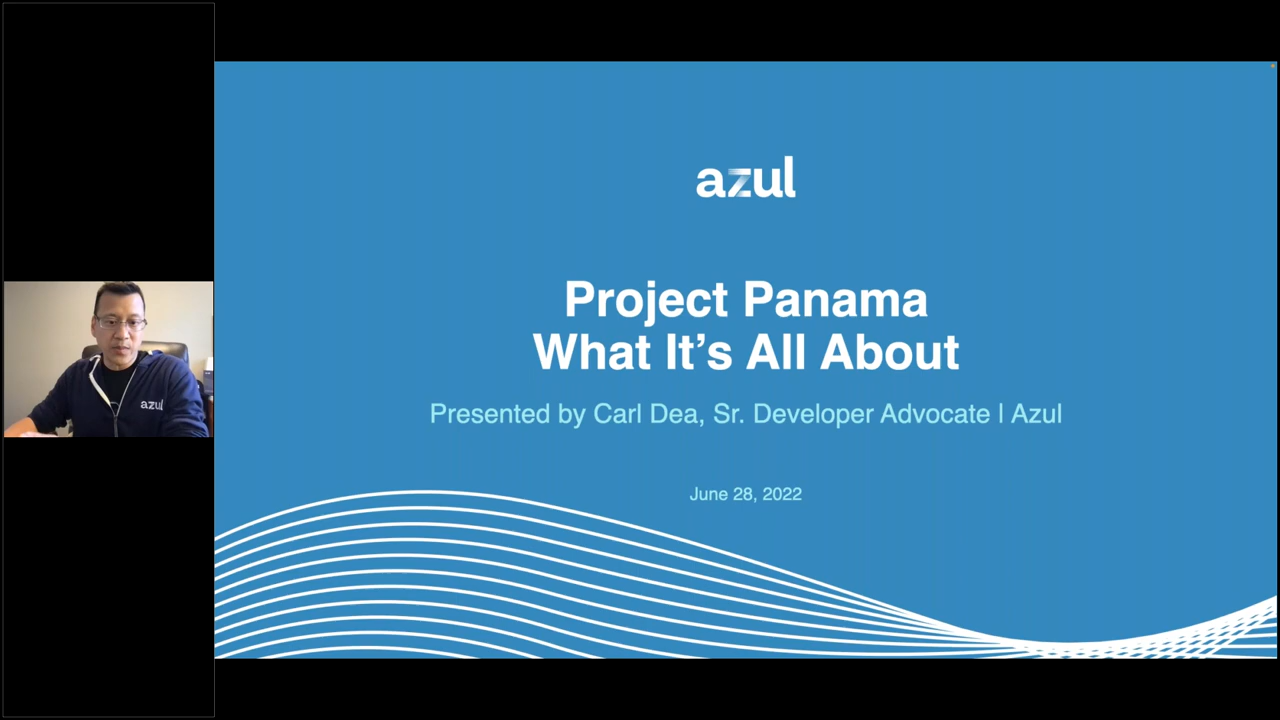 azul
Project Panama
What It's All About
Presented by Carl Dea, Sr. Developer Advocate | Azul
June 28, 2022
azul